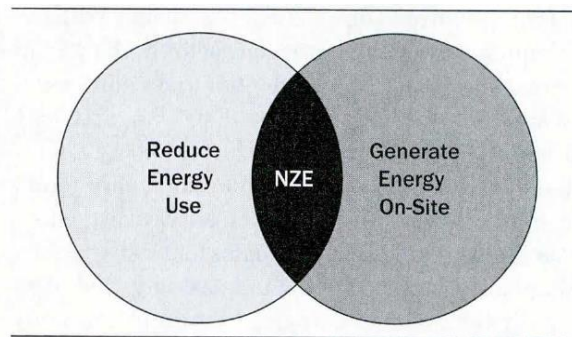 Reduce
Energy
Use
NZE
Generate
Energy
On-Site